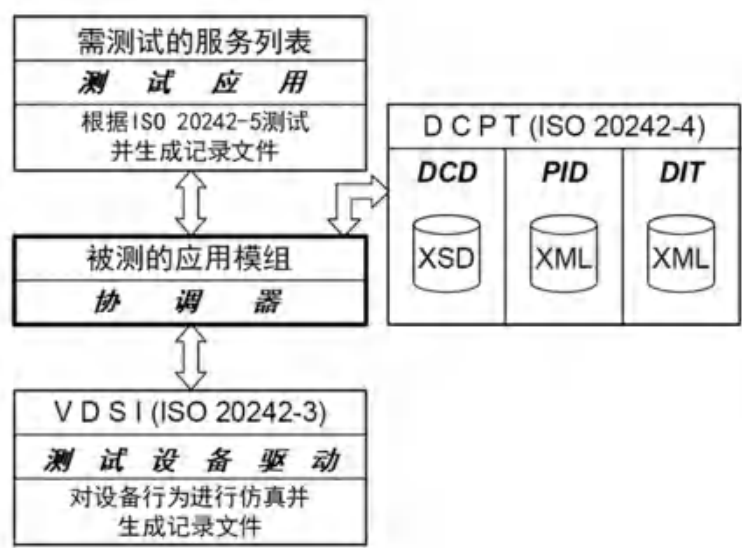 需测试的服务列表
测 试 应 用
根据ISO 20242-5测试
并生成记录文件
D C P T (ISO 20242-4)
DCD PID DIT
XSD XML XML
被测的应用模组
协 调 器
V D S I (ISO 20242-3)
测 试 设 备 驱 动
对设备行为进行仿真并
生成记录文件